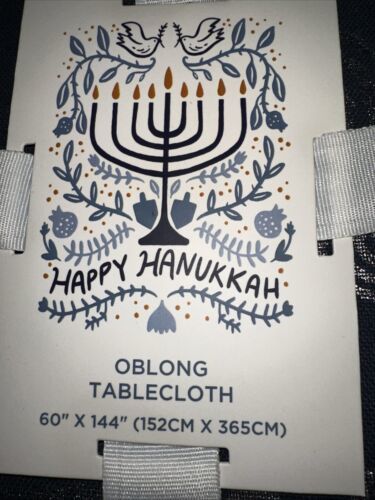 HAPPY HANUKKAH
OBLONG
TABLECLOTH
60" X 144" (152CM X 365CM)